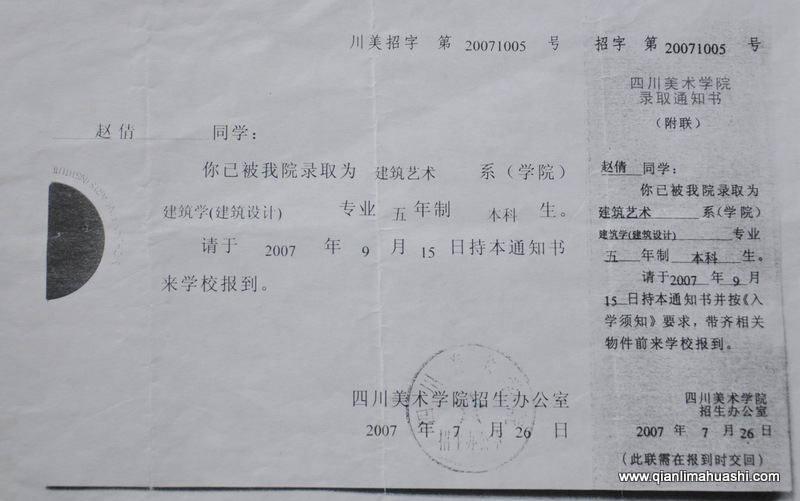 川美招字 第 20071005 号
赵倩 同学：
你已被我院录取为 建筑艺术 系（学院）
建筑学(建筑设计) 专业 五 年制 本科 生。
请于 2007 年 9 月 15 日持本通知书
来学校报到。
四川美术学院招生办公室
2007 年 7 月 26 日
招生办公室
招字 第 20071005 号
四川美术学院
录取通知书
（附联）
赵倩 同学：
你已被我院录取为
建筑艺术 系（学院）
建筑学(建筑设计) 专业
五 年制 本科 生。
请于2007 年 9 月
15 日持本通知书并按《入
学须知》要求，带齐相关
物件前来学校报到。
四川美术学院
招生办公室
2007 年 7 月 26 日
（此联需在报到时交回）
www.qianlimahuashi.com